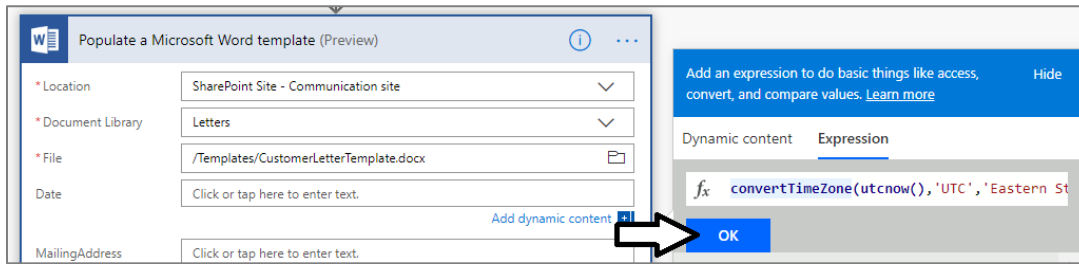 Populate a Microsoft Word template (Preview)
* Location
SharePoint Site - Communication site
* Document Library
Letters
* File
/Templates/CustomerLetterTemplate.docx
Date
Click or tap here to enter text.
Add dynamic content
MailingAddress
Click or tap here to enter text.
Add an expression to do basic things like access, Hide
convert, and compare values. Learn more
Dynamic content Expression
fx convertTimeZone(utcnow(),'UTC','Eastern St
OK